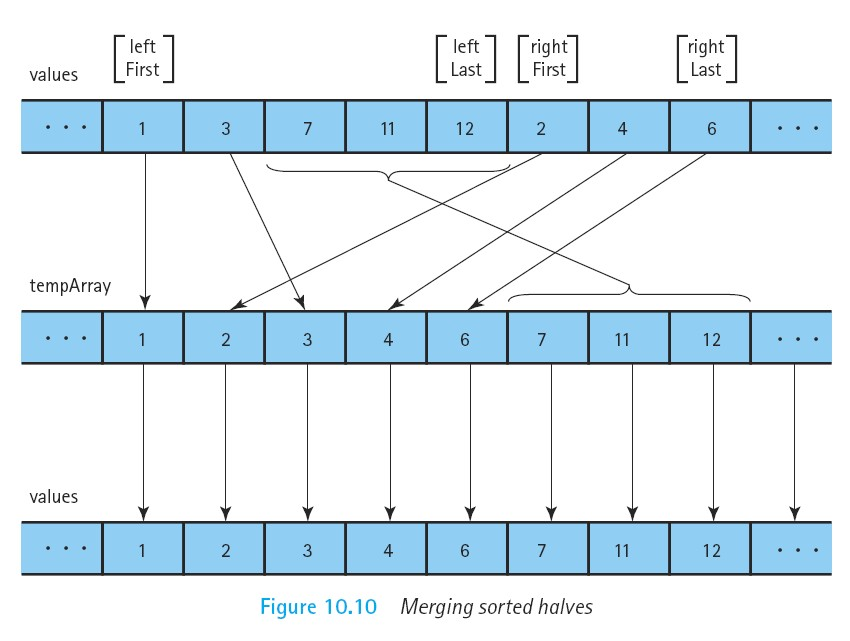 [left First] [left Last] [right First] [right Last]
values
. . . 1 3 7 11 12 2 4 6 . . .
tempArray
. . . 1 2 3 4 6 7 11 12 . . .
values
. . . 1 2 3 4 6 7 11 12 . . .
Figure 10.10 Merging sorted halves